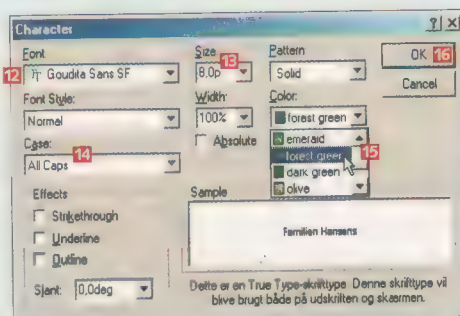 Character
? X
Font
Size 13
Pattern
12 Goudita Sans SF
8,0p
Solid
OK 16
Cancel
Font Style:
Width:
Color:
Normal
100%
forest green
Absolute
emerald
Case: 14
forest green 15
All Caps
dark green
olive
Effects
Sample
Strikethrough
Underline
Outline
Familien Hansens
Slant: 0,0deg
Dette er en True Type-skrifttype. Denne skrifttype vil
blive brugt både på udskriften og skærmen.